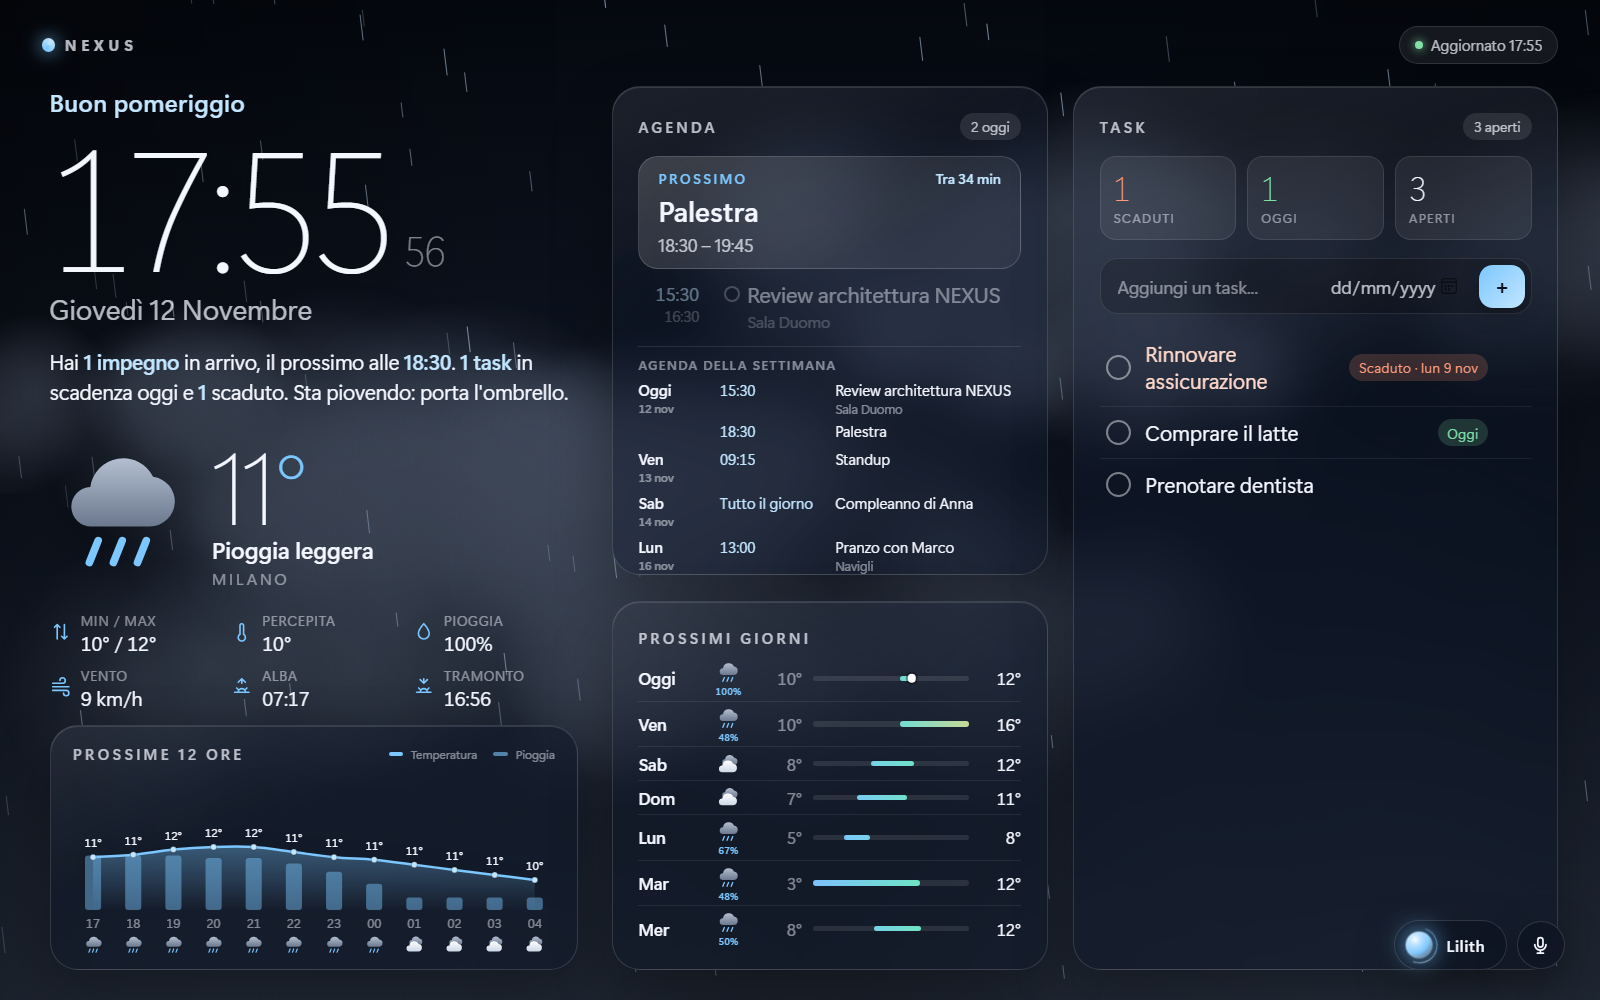 NEXUS
Aggiornato 17:55
Buon pomeriggio
17:55 56
Giovedì 12 Novembre
Hai 1 impegno in arrivo, il prossimo alle 18:30. 1 task in
scadenza oggi e 1 scaduto. Sta piovendo: porta l'ombrello.
11°
Pioggia leggera
MILANO
MIN / MAX
10° / 12°
PERCEPITA
10°
PIOGGIA
100%
VENTO
9 km/h
ALBA
07:17
TRAMONTO
16:56
PROSSIME 12 ORE
Temperatura Pioggia
11° 11° 12° 12° 12° 11° 11° 11° 11° 11° 11° 10°
17 18 19 20 21 22 23 00 01 02 03 04
AGENDA
2 oggi
PROSSIMO
Tra 34 min
Palestra
18:30 – 19:45
15:30 Review architettura NEXUS
16:30 Sala Duomo
AGENDA DELLA SETTIMANA
Oggi 15:30 Review architettura NEXUS
12 nov Sala Duomo
18:30 Palestra
Ven 09:15 Standup
13 nov
Sab Tutto il giorno Compleanno di Anna
14 nov
Lun 13:00 Pranzo con Marco
16 nov Navigli
PROSSIMI GIORNI
Oggi 100% 10° 12°
Ven 48% 10° 16°
Sab 8° 12°
Dom 7° 11°
Lun 67% 5° 8°
Mar 48% 3° 12°
Mer 50% 8° 12°
TASK
3 aperti
1
SCADUTI
1
OGGI
3
APERTI
Aggiungi un task... dd/mm/yyyy +
Rinnovare
assicurazione
Scaduto · lun 9 nov
Comprare il latte
Oggi
Prenotare dentista
Lilith